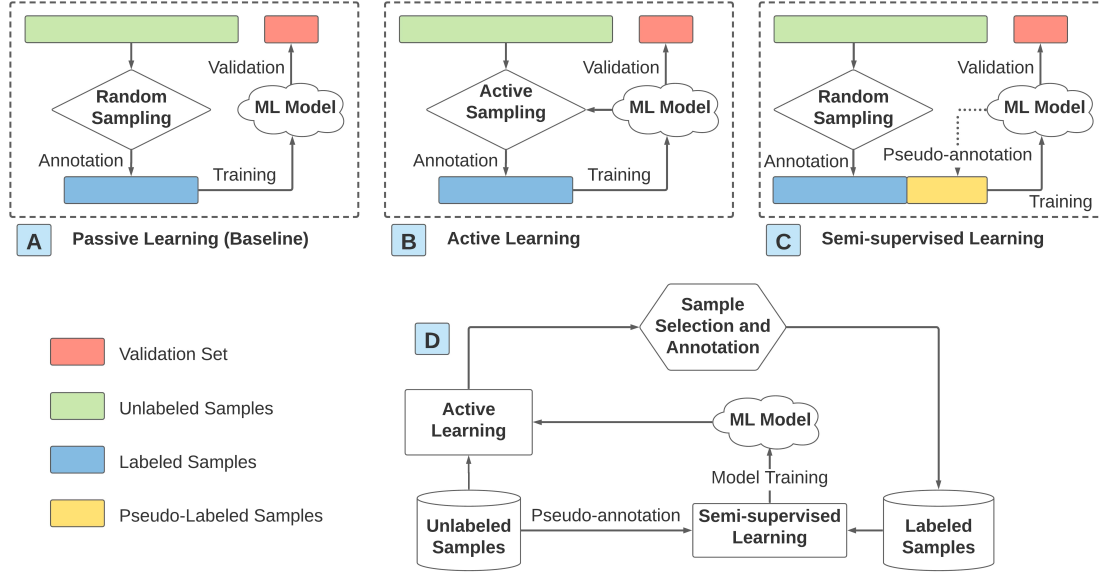 Validation
Random
Sampling
ML Model
Annotation
Training
A
Passive Learning (Baseline)
Validation
Active
Sampling
ML Model
Annotation
Training
B
Active Learning
Validation
Random
Sampling
ML Model
Pseudo-annotation
Annotation
Training
C
Semi-supervised Learning
Validation Set
Unlabeled Samples
Labeled Samples
Pseudo-Labeled Samples
D
Sample
Selection and
Annotation
Active
Learning
ML Model
Model Training
Unlabeled
Samples
Pseudo-annotation
Semi-supervised
Learning
Labeled
Samples